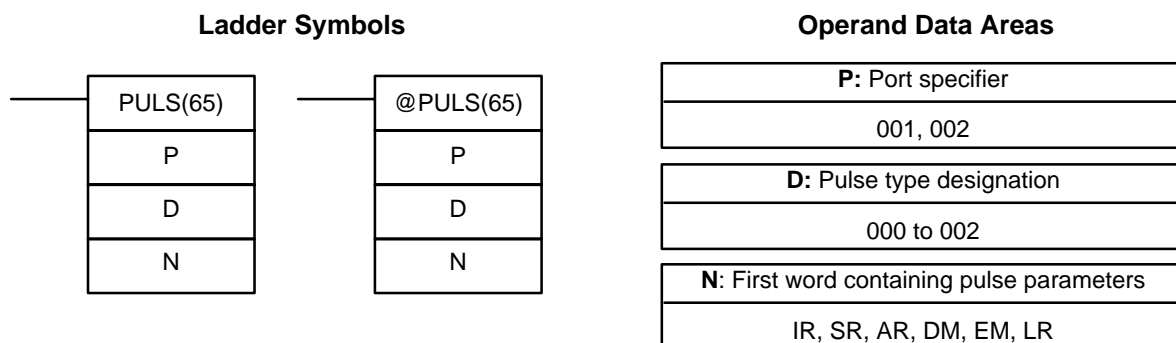 Ladder Symbols
PULS(65)
P
D
N
@PULS(65)
P
D
N
Operand Data Areas
P: Port specifier
001, 002
D: Pulse type designation
000 to 002
N: First word containing pulse parameters
IR, SR, AR, DM, EM, LR